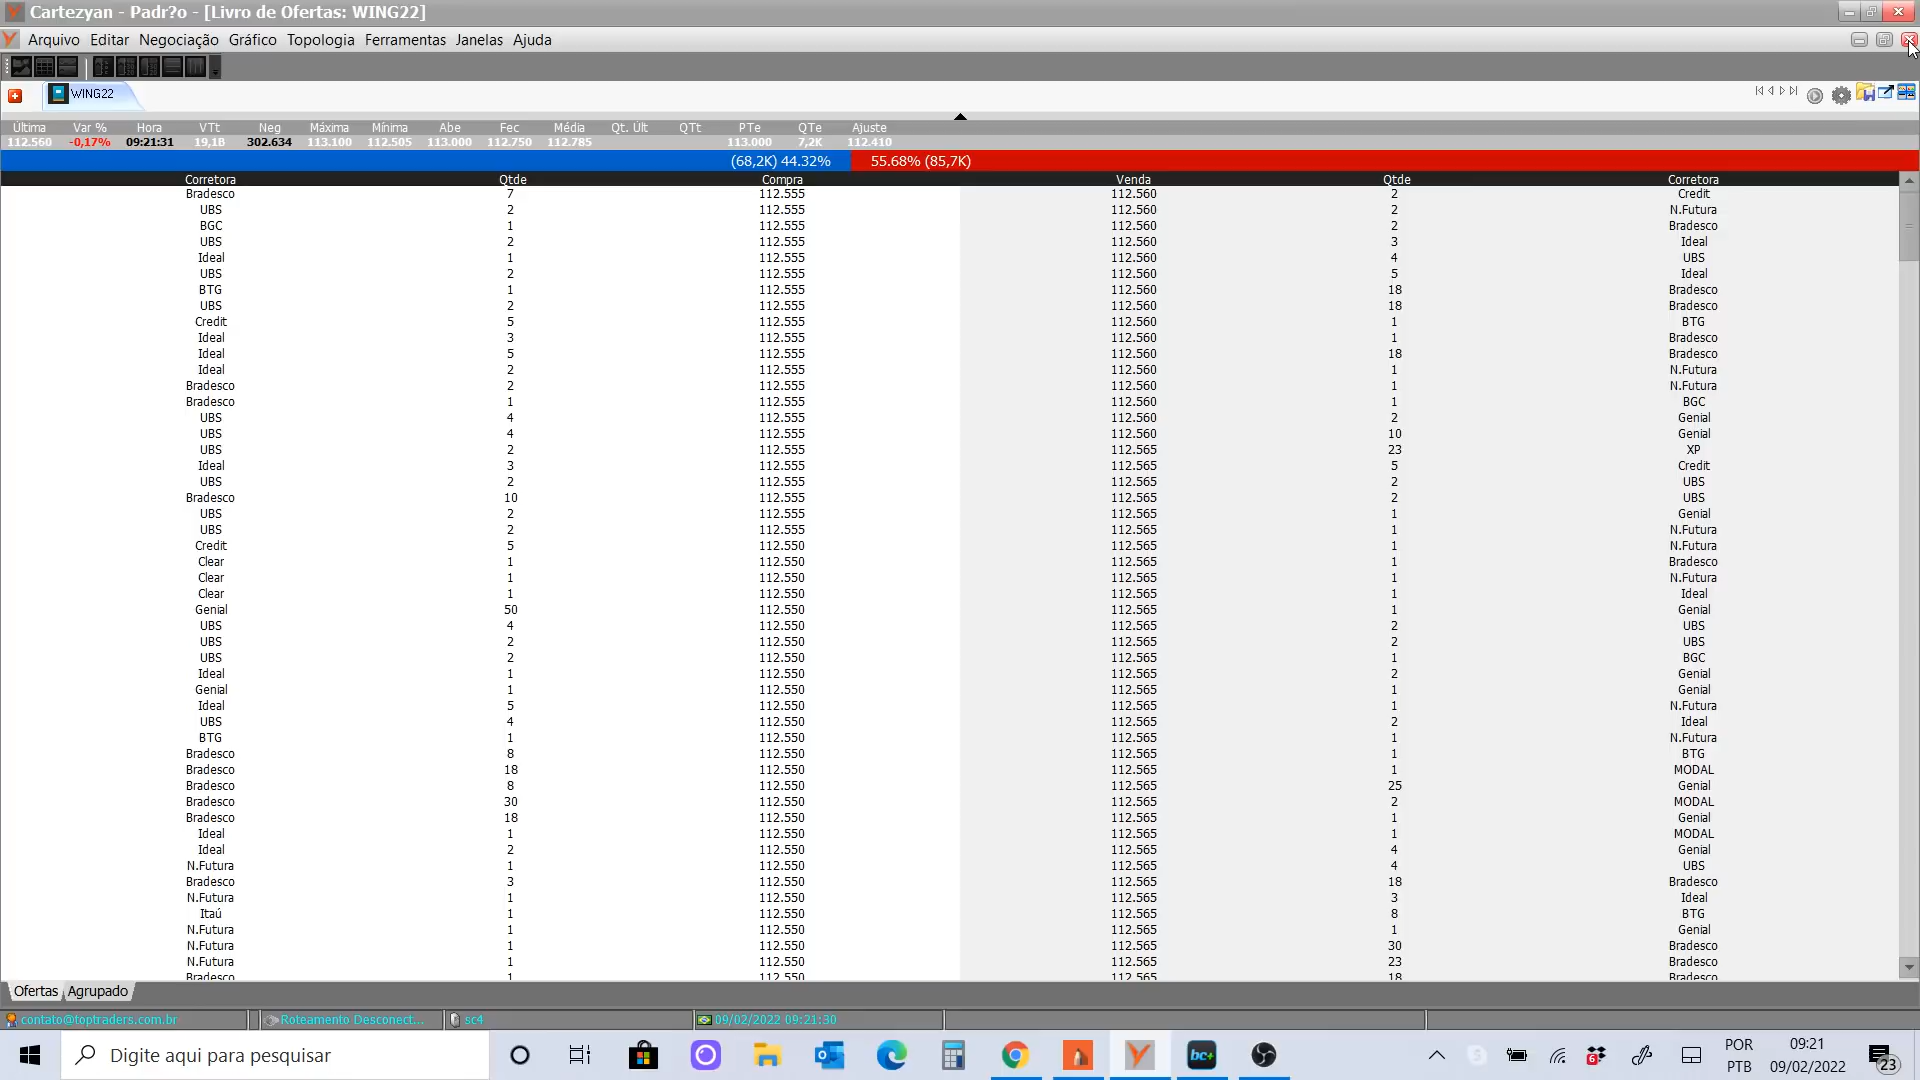 Cartezyan - Padr?o - [Livro de Ofertas: WING22]
Arquivo Editar Negociação Gráfico Topologia Ferramentas Janelas Ajuda
WING22
Última Var % Hora VTt Neg Máxima Mínima Abe Fec Média Qt. Últ QTt PTe QTe Ajuste
112.560 -0,17% 09:21:31 19,1B 302.634 113.100 112.505 113.000 112.750 112.785 113.000 7,2K 112.410
(68,2K) 44.32% 55.68% (85,7K)
Corretora Qtde Compra Venda Qtde Corretora
Bradesco 7 112.555 112.560 2 Credit
UBS 2 112.555 112.560 2 N.Futura
BGC 1 112.555 112.560 2 Bradesco
UBS 2 112.555 112.560 3 Ideal
Ideal 1 112.555 112.560 4 UBS
UBS 2 112.555 112.560 5 Ideal
BTG 1 112.555 112.560 18 Bradesco
UBS 2 112.555 112.560 18 Bradesco
Credit 5 112.555 112.560 1 BTG
Ideal 3 112.555 112.560 1 Bradesco
Ideal 5 112.555 112.560 18 Bradesco
Ideal 2 112.555 112.560 1 N.Futura
Bradesco 2 112.555 112.560 1 N.Futura
Bradesco 1 112.555 112.560 1 BGC
UBS 4 112.555 112.560 2 Genial
UBS 4 112.555 112.560 10 Genial
UBS 2 112.555 112.565 23 XP
Ideal 3 112.555 112.565 5 Credit
UBS 2 112.555 112.565 2 UBS
Bradesco 10 112.555 112.565 2 UBS
UBS 2 112.555 112.565 1 Genial
UBS 2 112.555 112.565 1 N.Futura
Credit 5 112.550 112.565 1 N.Futura
Clear 1 112.550 112.565 1 Bradesco
Clear 1 112.550 112.565 1 N.Futura
Clear 1 112.550 112.565 1 Ideal
Genial 50 112.550 112.565 1 Genial
UBS 4 112.550 112.565 2 UBS
UBS 2 112.550 112.565 2 UBS
UBS 2 112.550 112.565 1 BGC
Ideal 1 112.550 112.565 2 Genial
Genial 1 112.550 112.565 1 Genial
Ideal 5 112.550 112.565 1 N.Futura
UBS 4 112.550 112.565 2 Ideal
BTG 1 112.550 112.565 1 N.Futura
Bradesco 8 112.550 112.565 1 BTG
Bradesco 18 112.550 112.565 1 MODAL
Bradesco 8 112.550 112.565 25 Genial
Bradesco 30 112.550 112.565 2 MODAL
Bradesco 18 112.550 112.565 1 Genial
Ideal 1 112.550 112.565 1 MODAL
Ideal 2 112.550 112.565 4 Genial
N.Futura 1 112.550 112.565 4 UBS
Bradesco 3 112.550 112.565 18 Bradesco
N.Futura 1 112.550 112.565 3 Ideal
Itaú 1 112.550 112.565 8 BTG
N.Futura 1 112.550 112.565 1 Genial
N.Futura 1 112.550 112.565 30 Bradesco
N.Futura 1 112.550 112.565 23 Bradesco
Bradesco 1 112.550 112.565 18 Bradesco
Ofertas Agrupado
contato@toptraders.com.br Roteamento Desconect... sc4 09/02/2022 09:21:30
Digite aqui para pesquisar
bc+
6
POR
PTB
09:21
09/02/2022
23